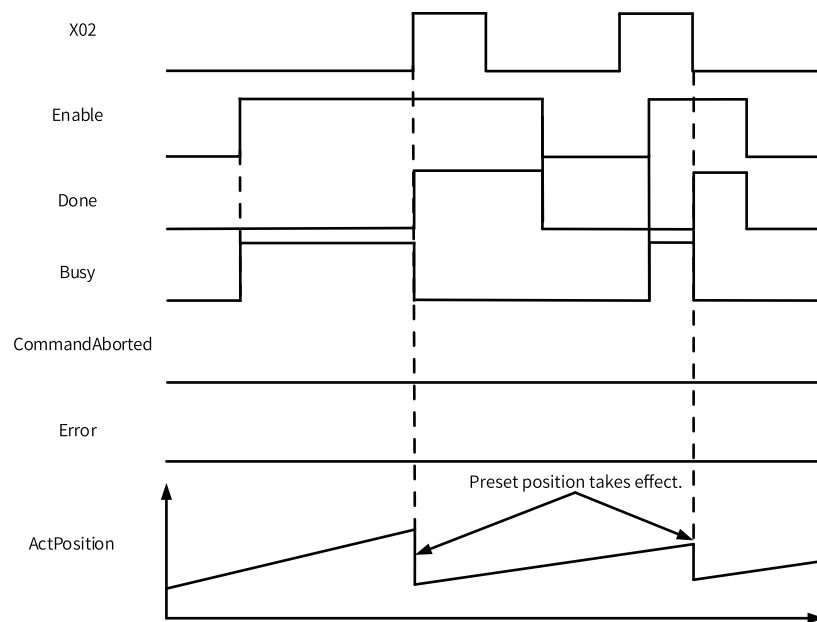 X02
Enable
Done
Busy
CommandAborted
Error
Preset position takes effect.
ActPosition